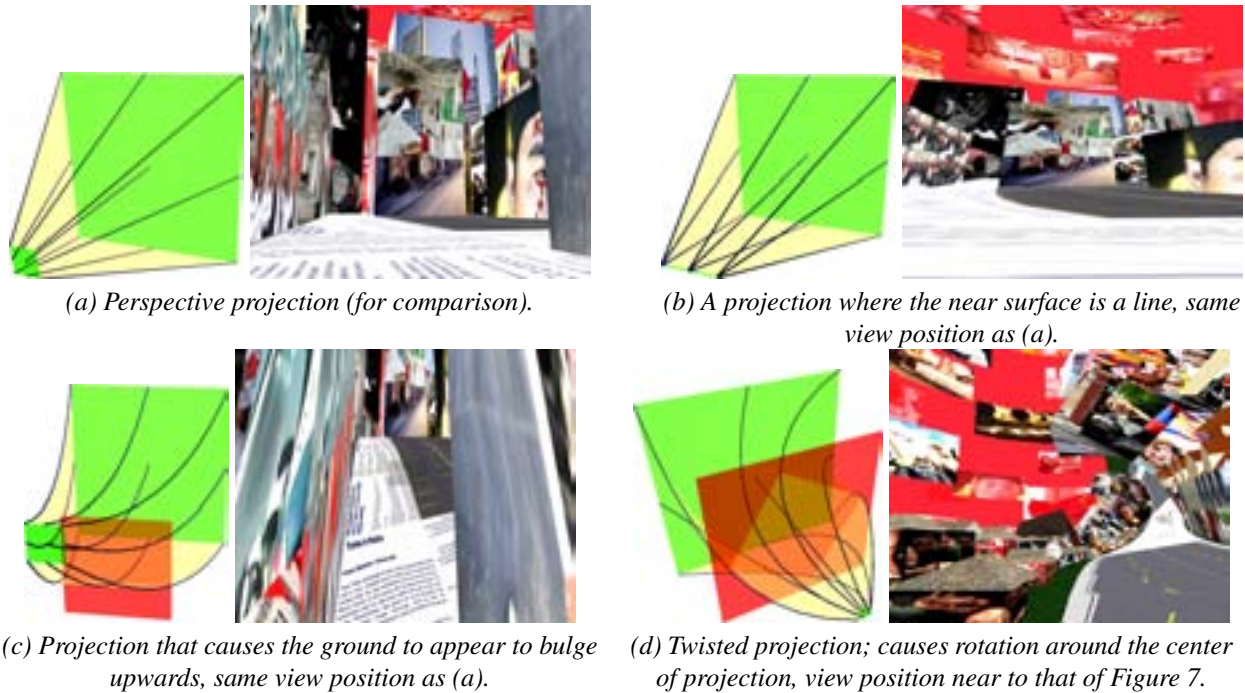 (a) Perspective projection (for comparison).
(b) A projection where the near surface is a line, same
view position as (a).
(c) Projection that causes the ground to appear to bulge
upwards, same view position as (a).
(d) Twisted projection; causes rotation around the center
of projection, view position near to that of Figure 7.